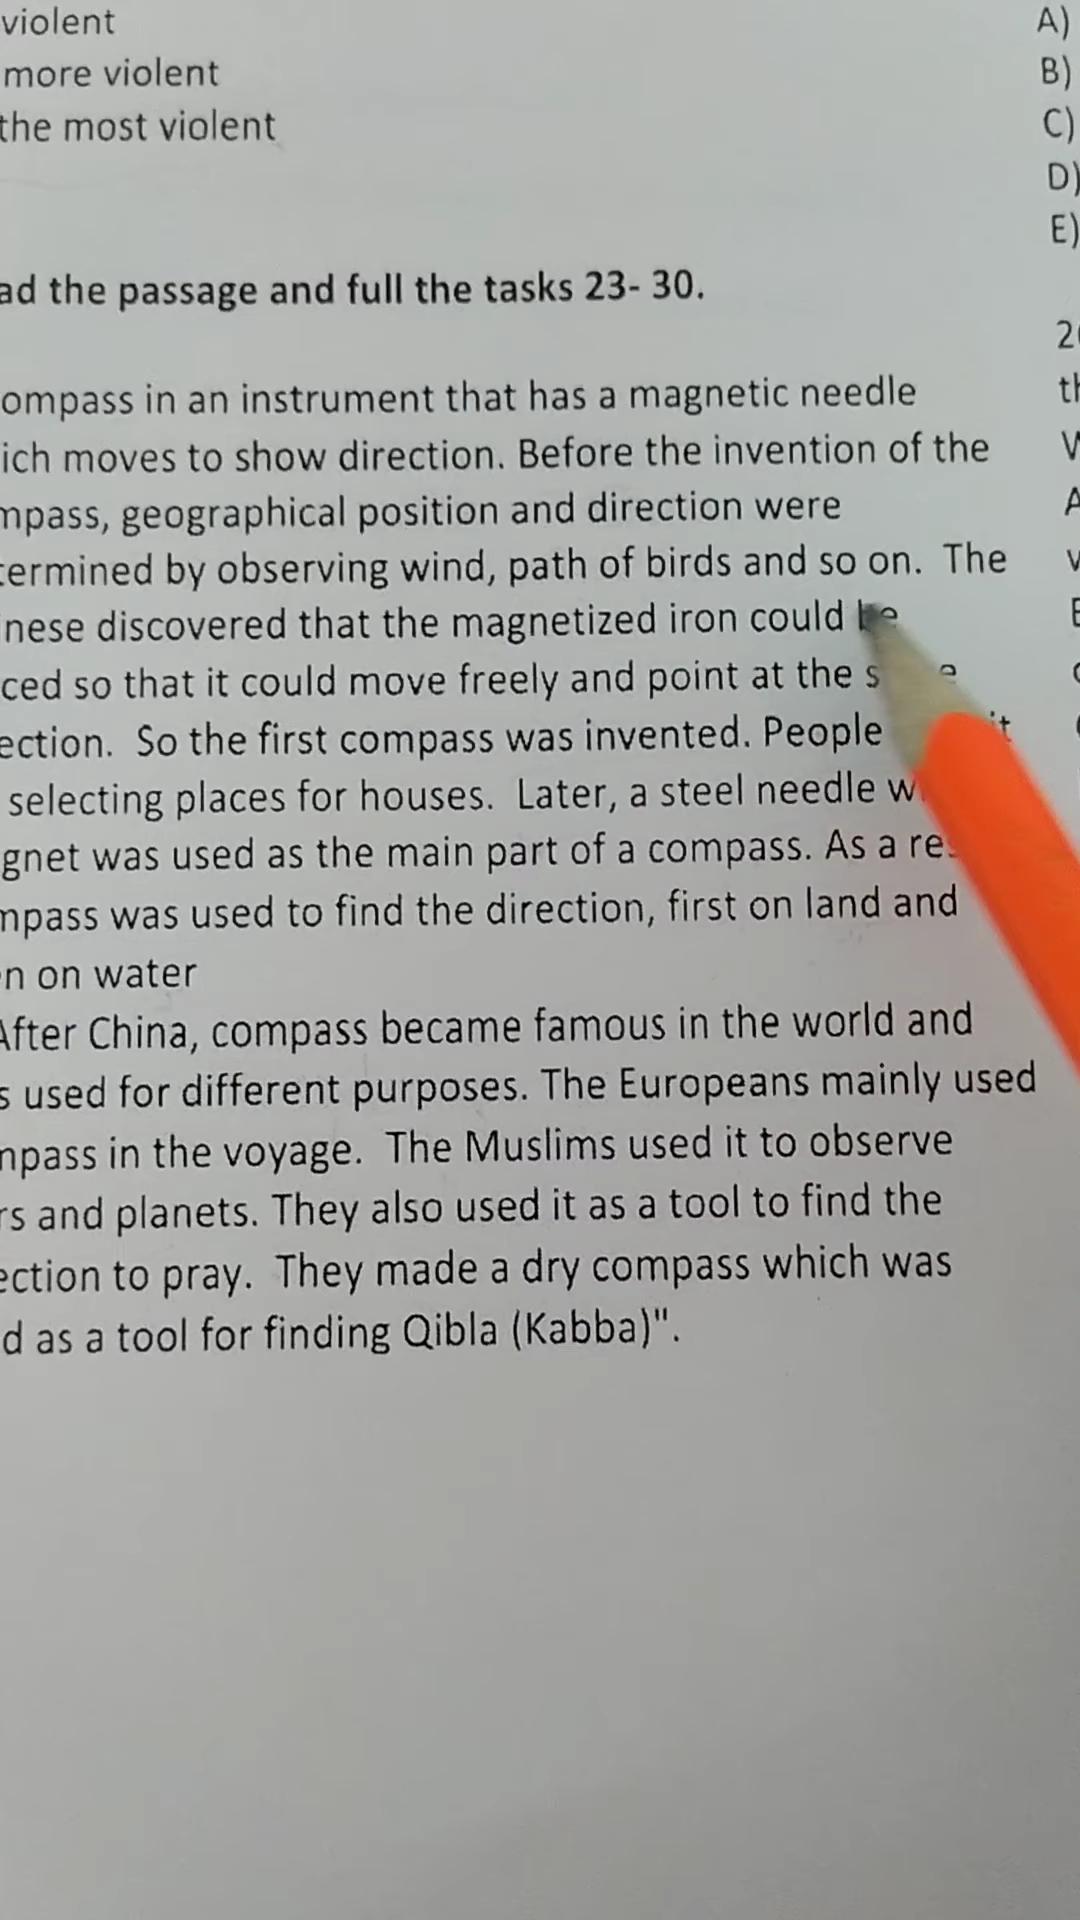 violent
more violent
the most violent
A)
B)
C)
D)
E)
ad the passage and full the tasks 23- 30.
ompass in an instrument that has a magnetic needle
ich moves to show direction. Before the invention of the
mpass, geographical position and direction were
termined by observing wind, path of birds and so on. The
nese discovered that the magnetized iron could be
ced so that it could move freely and point at the
ection. So the first compass was invented. People it
selecting places for houses. Later, a steel needle
gnet was used as the main part of a compass. As a
mpass was used to find the direction, first on land and
n on water
After China, compass became famous in the world and
s used for different purposes. The Europeans mainly used
mpass in the voyage. The Muslims used it to observe
rs and planets. They also used it as a tool to find the
ection to pray. They made a dry compass which was
d as a tool for finding Qibla (Kabba)".